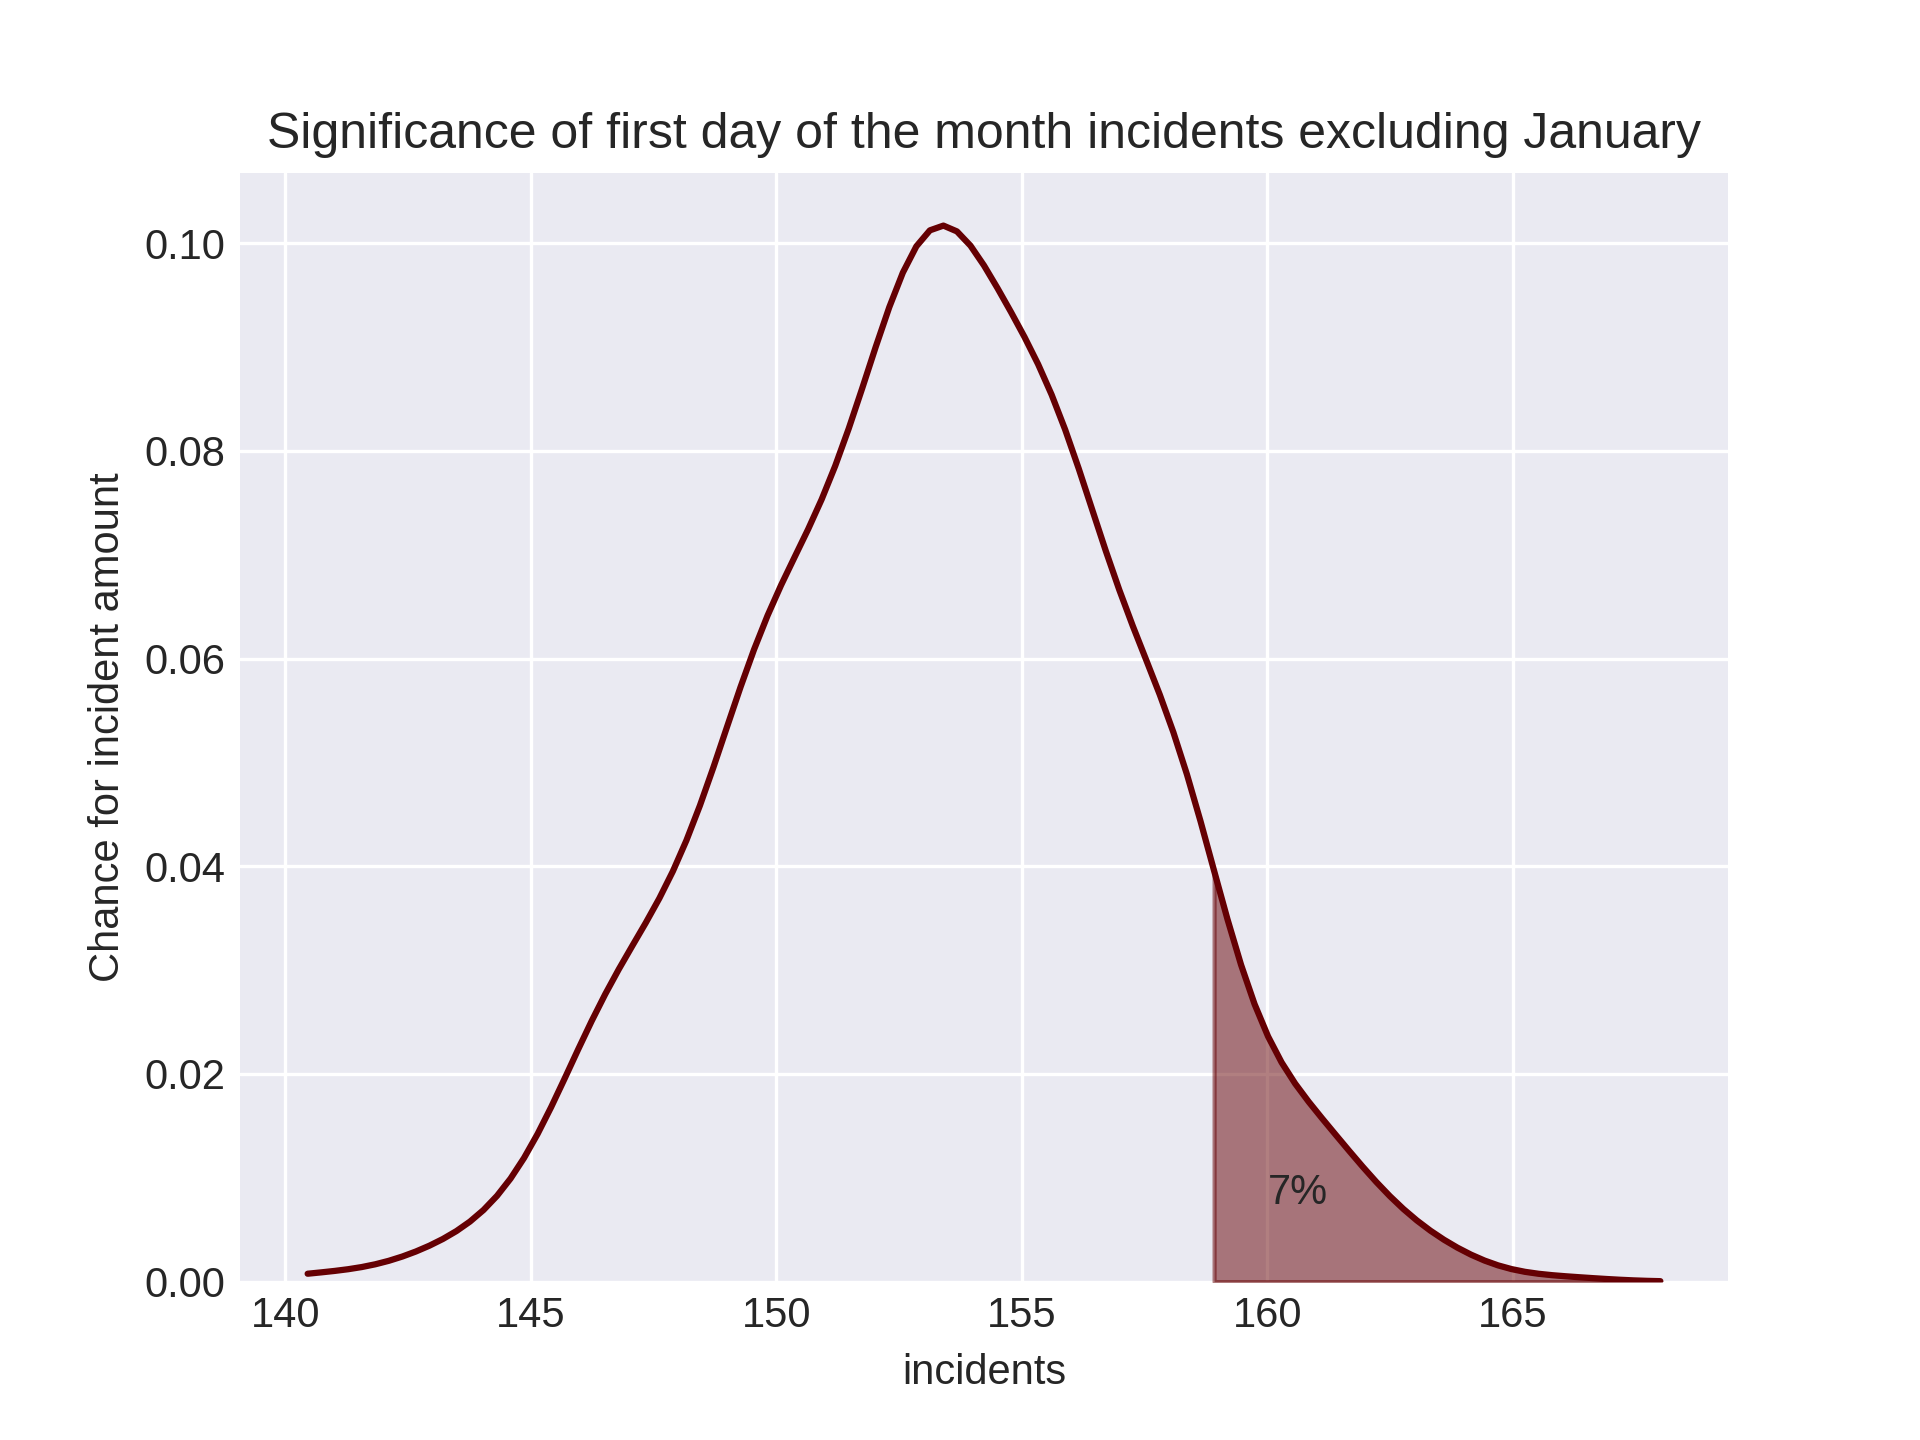 Significance of first day of the month incidents excluding January
0.10
0.08
0.06
0.04
0.02
0.00
Chance for incident amount
7%
140 145 150 155 160 165
incidents